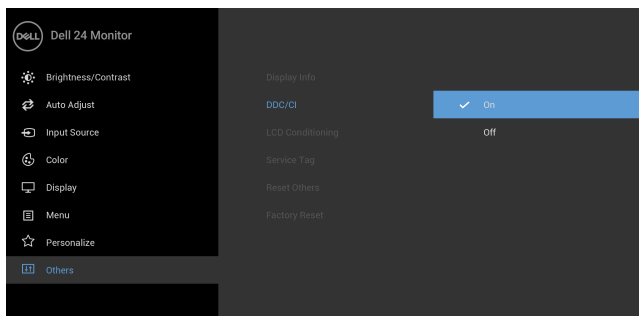 DELL
Dell 24 Monitor
Brightness/Contrast
Auto Adjust
Input Source
Color
Display
Menu
Personalize
Others
Display Info
DDC/CI
LCD Conditioning
Service Tag
Reset Others
Factory Reset
On
Off